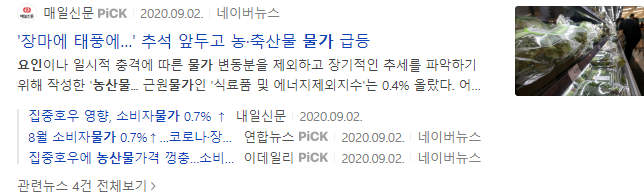 매일신문 PiCK 2020.09.02. 네이버뉴스
'장마에 태풍에...' 추석 앞두고 농·축산물 물가 급등
요인이나 일시적 충격에 따른 물가 변동분을 제외하고 장기적인 추세를 파악하기
위해 작성한 '농산물... 근원물가인 '식료품 및 에너지제외지수'는 0.4% 올랐다. 어...
집중호우 영향, 소비자물가 0.7% ↑ 내일신문 2020.09.02.
8월 소비자물가 0.7%↑...코로나·장... 연합뉴스 PiCK 2020.09.02. 네이버뉴스
집중호우에 농산물가격 껑충...소비... 이데일리 PiCK 2020.09.02. 네이버뉴스
관련뉴스 4건 전체보기 >